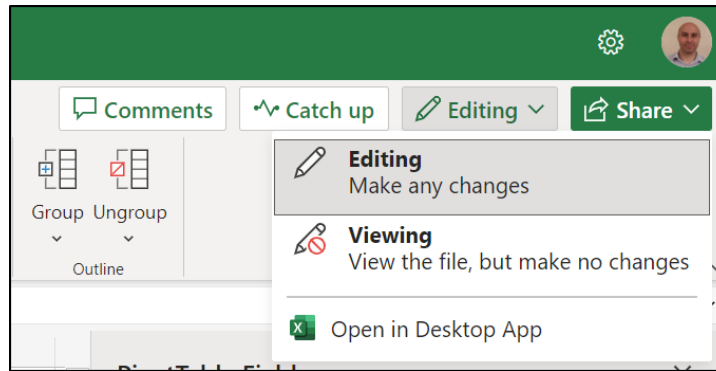 Comments
Catch up
Editing
Share
Editing
Make any changes
Group Ungroup
Viewing
View the file, but make no changes
Outline
Open in Desktop App